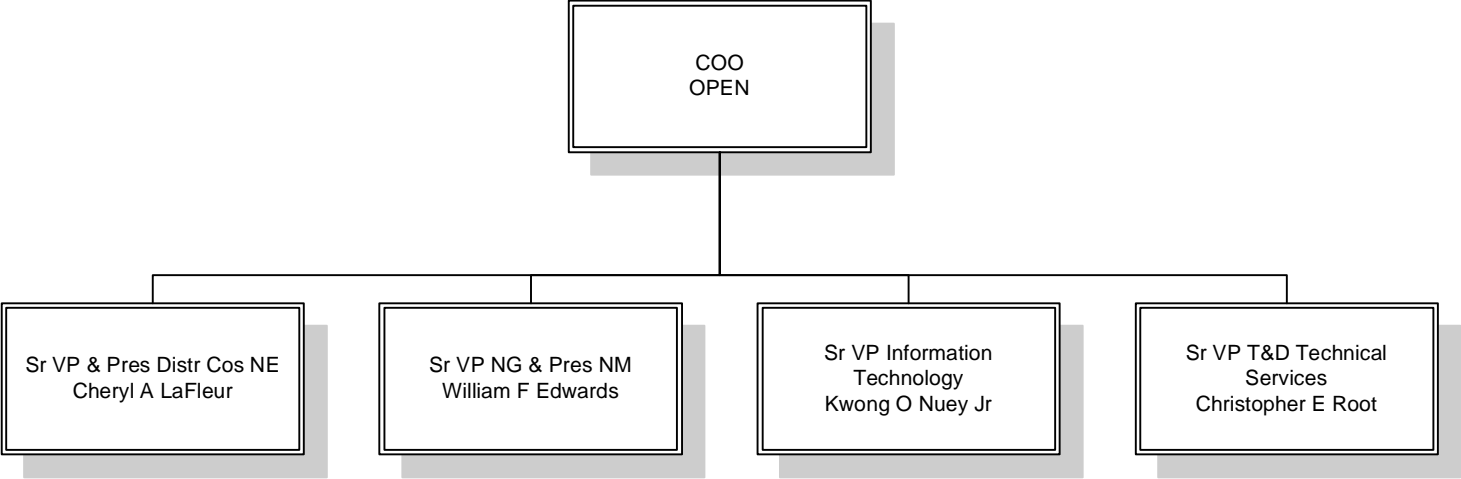 COO
OPEN
Sr VP & Pres Distr Cos NE
Cheryl A LaFleur
Sr VP NG & Pres NM
William F Edwards
Sr VP Information
Technology
Kwong O Nuey Jr
Sr VP T&D Technical
Services
Christopher E Root